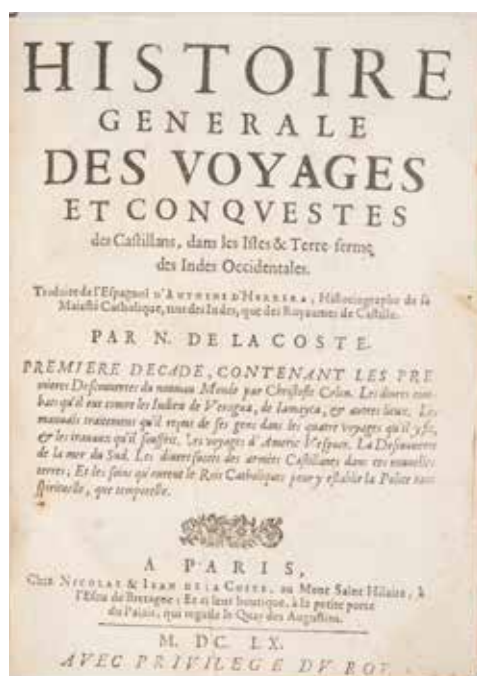 HISTOIRE
GENERALE
DES VOYAGES
ET CONQVESTES
des Castillans, dans les Isles & Terre-ferme
des Indes Occidentales.
Traduite de l'Espagnol D'ANTOINE D'HERRERA, Historiographe de sa
Maiesté Catholique, tant des Indes, que des Royaumes de Castille.
PAR N. DE LA COSTE.
PREMIERE DECADE, CONTENANT LES PRE
mieres Descouuertes du nouueau Monde par Christofle Colon. Les diuers com-
bats qu'il eut contre les Indiens de Veragua, de Iamayca, & autres lieux. Les
mauuais traitemens qu'il reçut de ses gens dans les quatre voyages qu'il y fit,
& les trauaux qu'il souffrit. Les voyages d'Americ Vespuce. La Descouuerte
de la mer du Sud. Les diuers succés des armées Castillanes dans ces nouuelles
terres; Et les soins qu'eurent les Rois Catholiques pour y establir la Police tant
spirituelle, que temporelle.
A PARIS,
Chez NICOLAS & IEAN DE LA COSTE, au Mont Saint Hilaire, à
l'Escu de Bretagne; Et en leur boutique, à la petite porte
du Palais, qui regarde le Quay des Augustins.
M. DC. LX.
AVEC PRIVILEGE DV ROY.